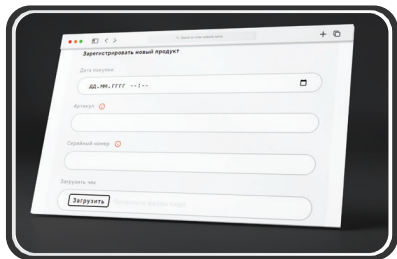 Зарегистрировать новый продукт
Дата покупки
ДД.ММ.ГГГГ --:--
Артикул
Серийный номер
Загрузить чек
Загрузить